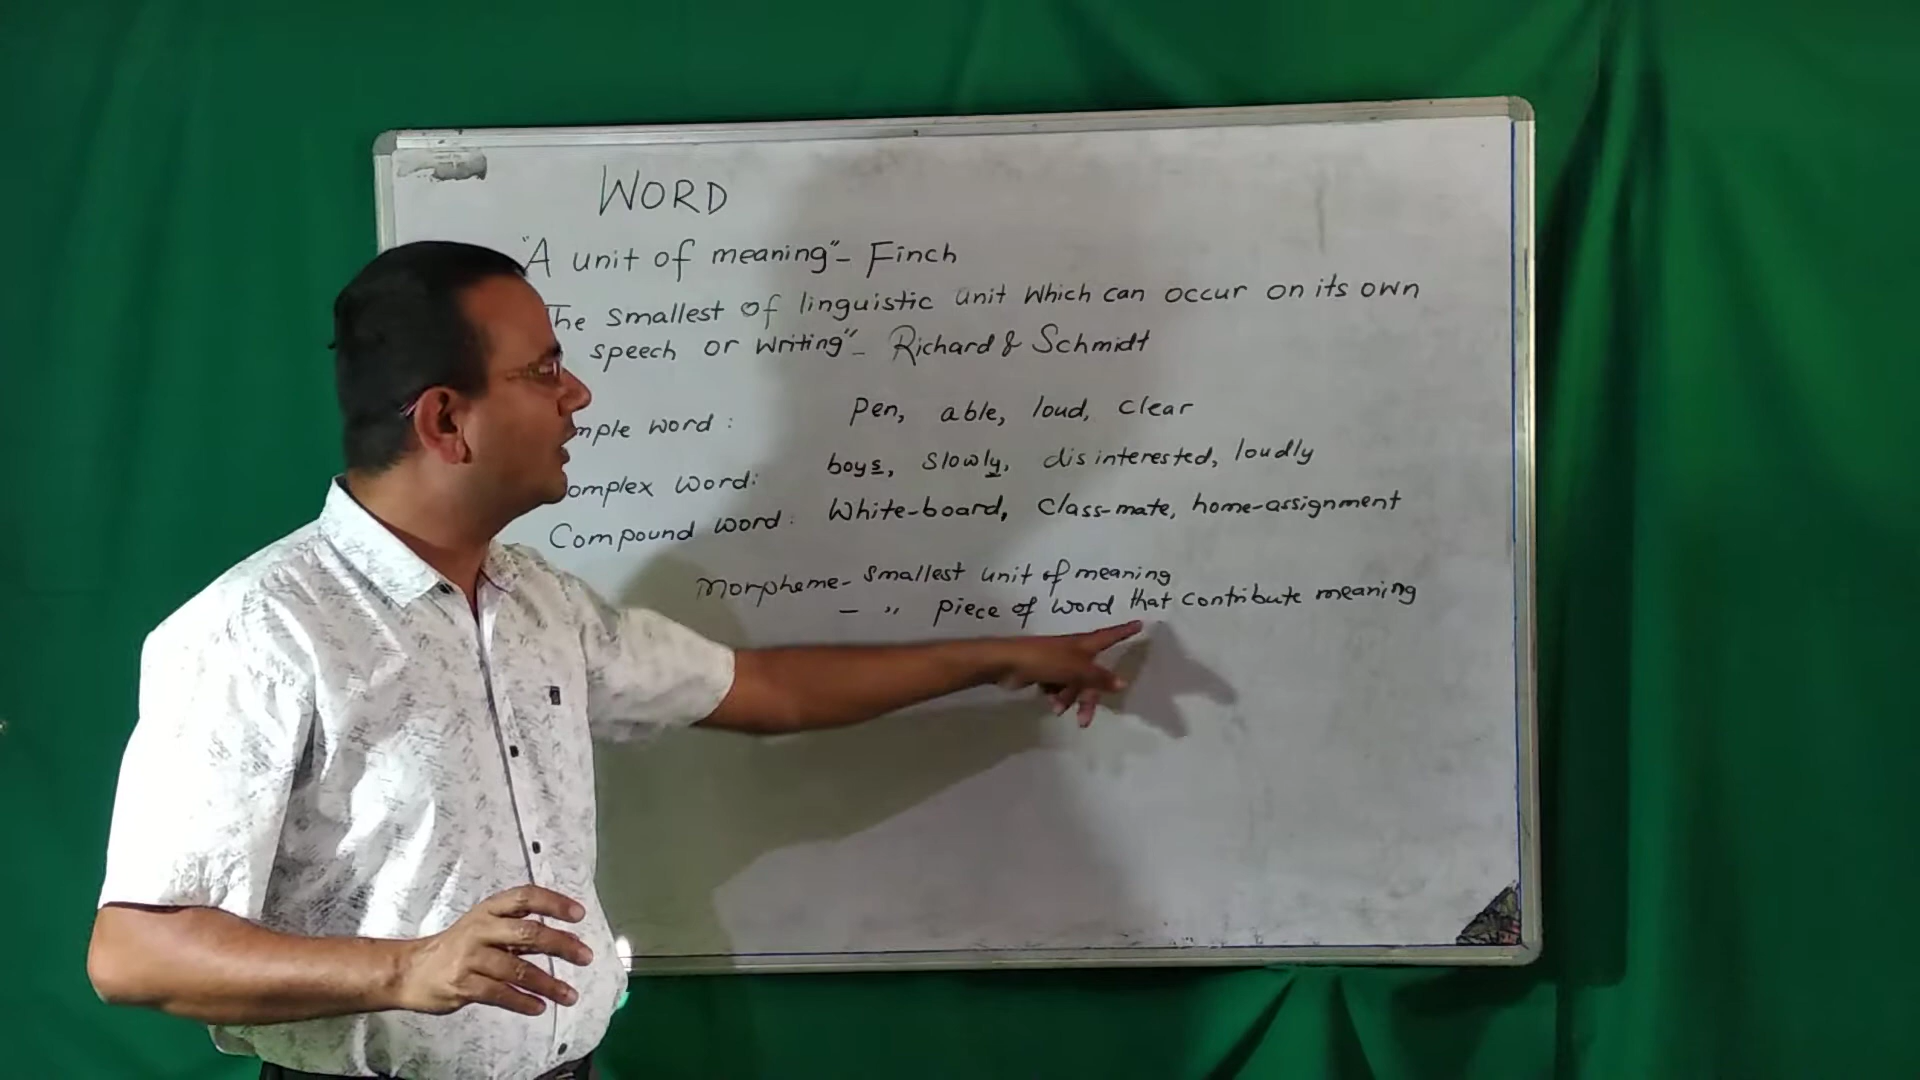 WORD
"A unit of meaning" - Finch
The smallest of linguistic unit which can occur on its own
speech or writing" - Richard & Schmidt
mple word : Pen, able, loud, clear
omplex word: boys, slowly, disinterested, loudly
Compound word : White-board, Class-mate, home-assignment
Morpheme - smallest unit of meaning
- " piece of word that contribute meaning